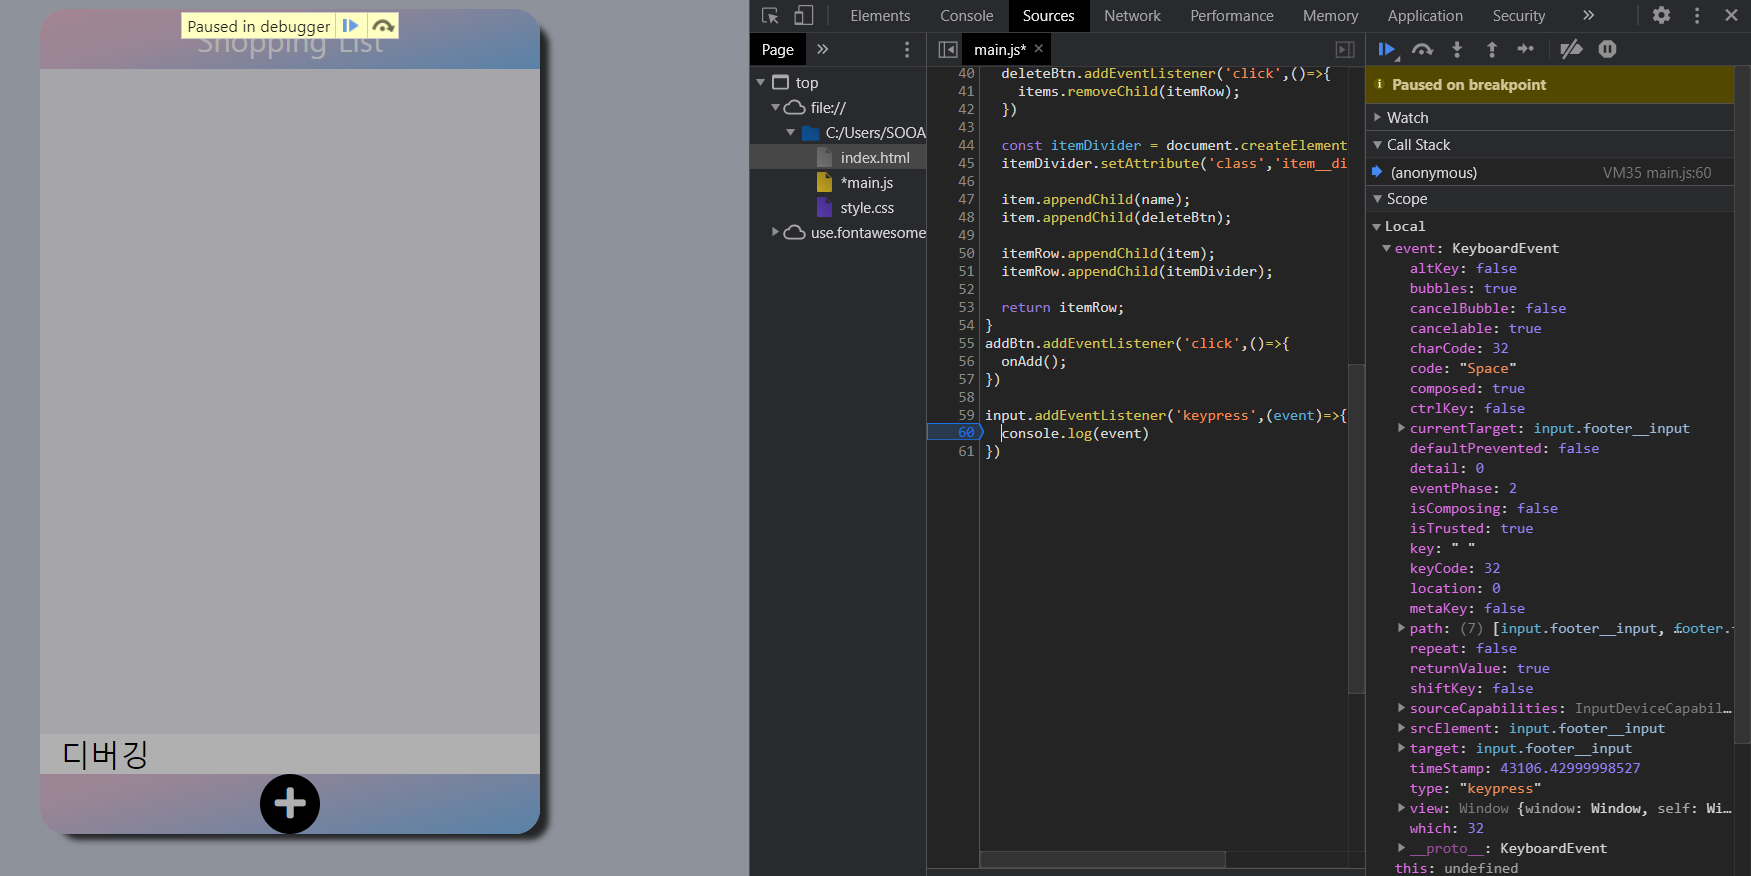 Paused in debugger
Shopping List
디버깅
Elements Console Sources Network Performance Memory Application Security »
Page »
main.js* ×
top
file://
C:/Users/SOOA
index.html
*main.js
style.css
use.fontawesome
40 deleteBtn.addEventListener('click',()=>{
41 items.removeChild(itemRow);
42 })
43
44 const itemDivider = document.createElement
45 itemDivider.setAttribute('class','item__di
46
47 item.appendChild(name);
48 item.appendChild(deleteBtn);
49
50 itemRow.appendChild(item);
51 itemRow.appendChild(itemDivider);
52
53 return itemRow;
54 }
55 addBtn.addEventListener('click',()=>{
56 onAdd();
57 })
58
59 input.addEventListener('keypress',(event)=>{
60 console.log(event)
61 })
Paused on breakpoint
Watch
Call Stack
(anonymous) VM35 main.js:60
Scope
Local
event: KeyboardEvent
altKey: false
bubbles: true
cancelBubble: false
cancelable: true
charCode: 32
code: "Space"
composed: true
ctrlKey: false
currentTarget: input.footer__input
defaultPrevented: false
detail: 0
eventPhase: 2
isComposing: false
isTrusted: true
key: " "
keyCode: 32
location: 0
metaKey: false
path: (7) [input.footer__input, footer.
repeat: false
returnValue: true
shiftKey: false
sourceCapabilities: InputDeviceCapabil…
srcElement: input.footer__input
target: input.footer__input
timeStamp: 43106.42999998527
type: "keypress"
view: Window {window: Window, self: Wi…
which: 32
__proto__: KeyboardEvent
this: undefined